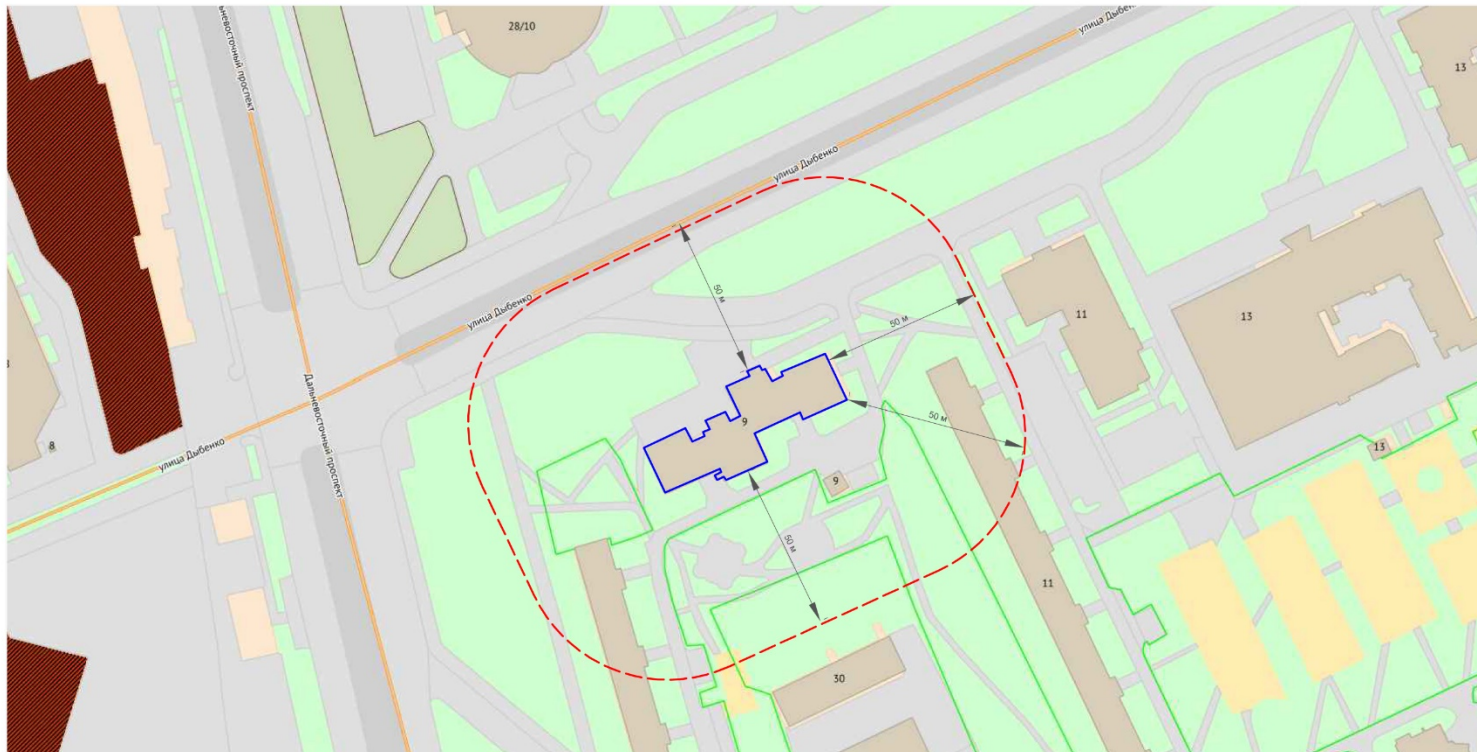 28/10
улица Дыбенко
13
Дальневосточный проспект
улица Дыбенко
50 м
улица Дыбенко
50 м
11
13
Дальневосточный проспект
50 м
9
8
улица Дыбенко
13
9
50 м
11
30